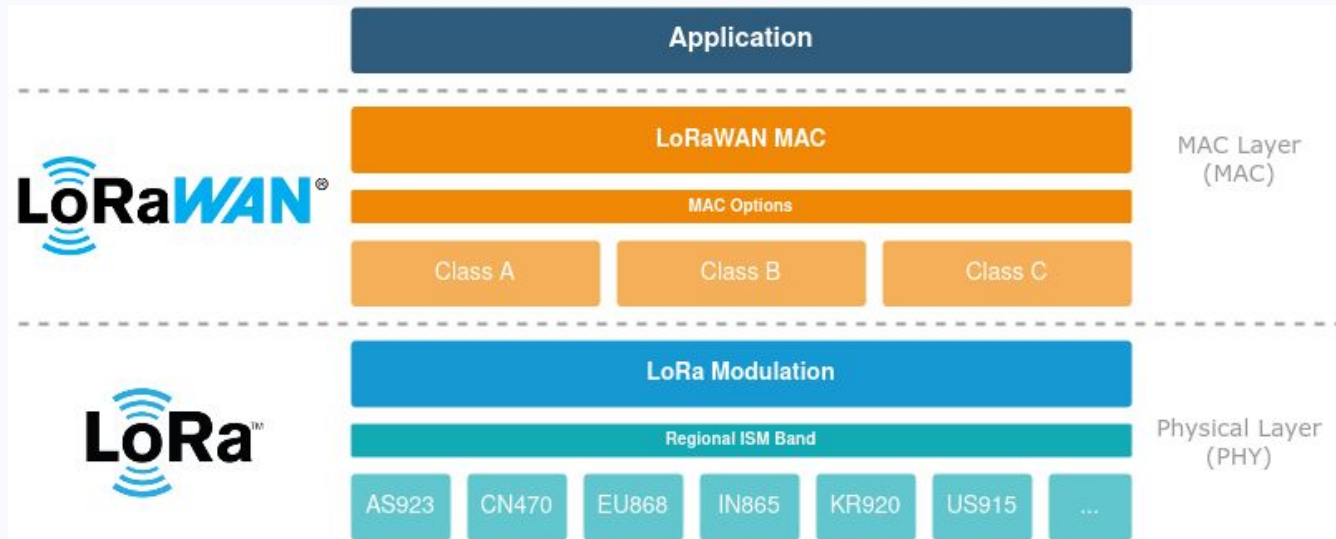 Application
LoRaWAN®
LoRaWAN MAC
MAC Options
Class A Class B Class C
MAC Layer
(MAC)
LoRa™
LoRa Modulation
Regional ISM Band
AS923 CN470 EU868 IN865 KR920 US915 ...
Physical Layer
(PHY)